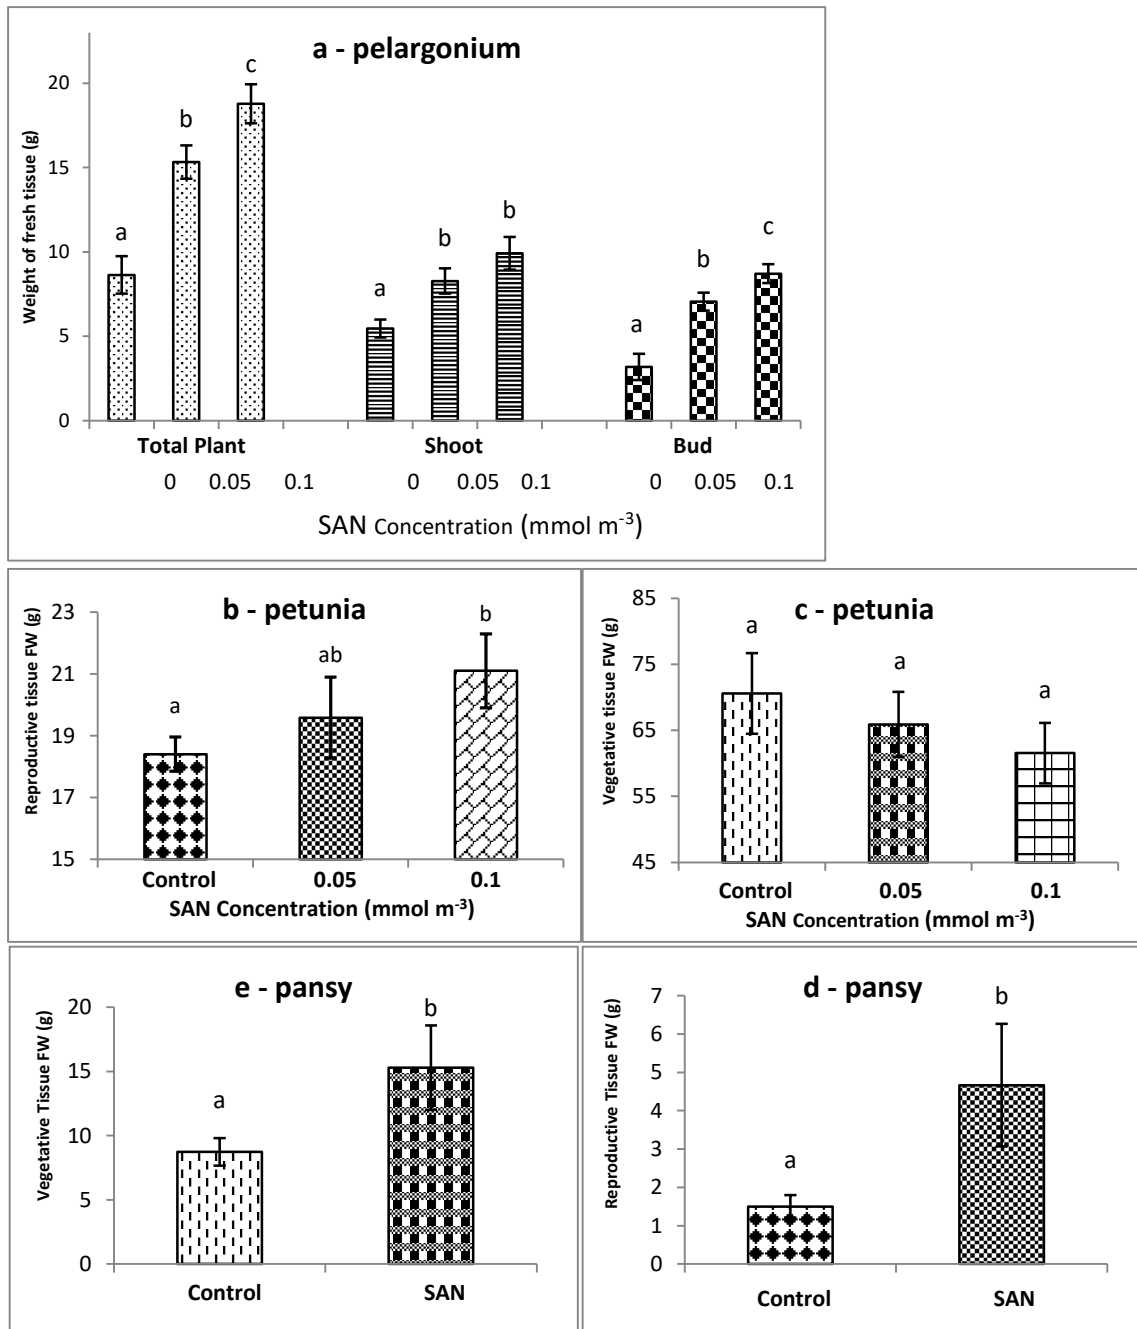 a - pelargonium
Weight of fresh tissue (g)
20
15
10
5
0
a
b
c
a
b
b
a
b
c
Total Plant Shoot Bud
0 0.05 0.1 0 0.05 0.1 0 0.05 0.1
SAN Concentration (mmol m⁻³)
b - petunia
Reproductive tissue FW (g)
23
21
19
17
15
a
ab
b
Control 0.05 0.1
SAN Concentration (mmol m⁻³)
c - petunia
Vegetative tissue FW (g)
85
75
65
55
45
a
a
a
Control 0.05 0.1
SAN Concentration (mmol m⁻³)
e - pansy
Vegetative Tissue FW (g)
20
15
10
5
0
a
b
Control SAN
d - pansy
Reproductive Tissue FW (g)
7
6
5
4
3
2
1
0
a
b
Control SAN